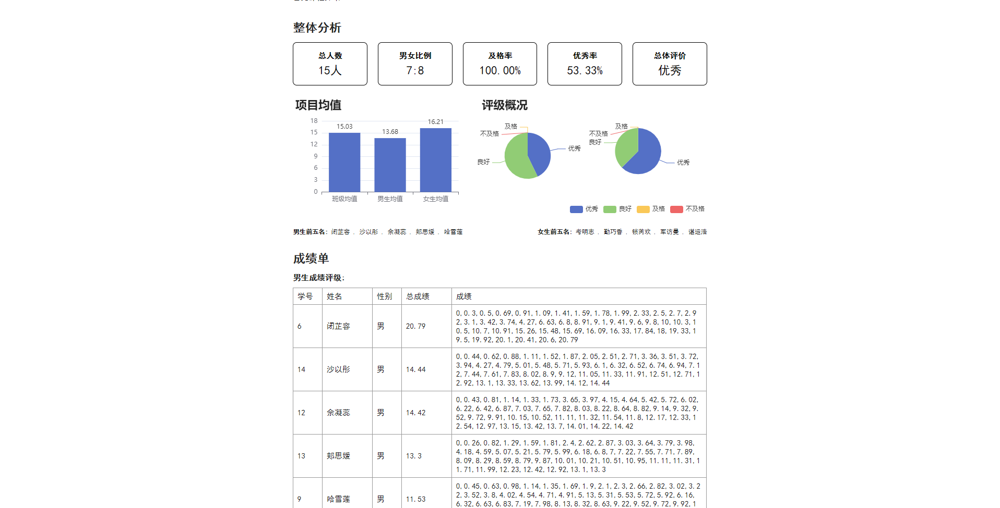 整体分析
总人数 男女比例 及格率 优秀率 总体评价
15人 7:8 100.00% 53.33% 优秀
项目均值 评级概况
18
15
12
9
6
3
0
15.03 13.68 16.21
班级均值 男生均值 女生均值
及格
不及格
优秀
良好
及格
不及格
良好
优秀
优秀 良好 及格 不及格
男生前五名：闭芷容 , 沙以彤 , 佘凝蕊 , 郏思媛 , 哈雪莲
女生前五名：考明志 , 勤巧香 , 锁芮欢 , 军访曼 , 谌运浩
成绩单
男生成绩评级：
学号 姓名 性别 总成绩 成绩
6 闭芷容 男 20.79
0,0.3,0.5,0.69,0.91,1.09,1.41,1.59,1.78,1.99,2.33,2.5,2.7,2.9
2,3.1,3.42,3.74,4.27,6.63,6.8,8.91,9.1,9.41,9.6,9.8,10,10.3,1
0.5,10.7,10.91,15.26,15.48,15.69,16.09,16.33,17.84,18,19.33,1
9.5,19.92,20.1,20.41,20.6,20.79
14 沙以彤 男 14.44
0,0.44,0.62,0.88,1.11,1.52,1.87,2.05,2.51,2.71,3.36,3.51,3.72,
3.94,4.27,4.79,5.01,5.48,5.71,5.93,6.1,6.32,6.52,6.74,6.94,7.1
2,7.44,7.61,7.83,8.02,8.9,9.12,11.05,11.33,11.91,12.51,12.71,1
2.92,13.1,13.33,13.62,13.99,14.12,14.44
12 佘凝蕊 男 14.42
0,0.43,0.81,1.14,1.33,1.73,3.65,3.97,4.15,4.64,5.42,5.72,6.02,
6.22,6.42,6.87,7.03,7.65,7.82,8.03,8.22,8.64,8.82,9.14,9.32,9.
52,9.72,9.91,10.15,10.52,11.11,11.32,11.54,11.8,12.17,12.33,1
2.54,12.97,13.15,13.42,13.7,14.01,14.22,14.42
13 郏思媛 男 13.3
0,0.26,0.82,1.29,1.59,1.81,2.4,2.62,2.87,3.03,3.64,3.79,3.98,
4.18,4.59,5.07,5.21,5.79,5.99,6.18,6.8,7,7.22,7.55,7.71,7.89,
8.09,8.29,8.59,8.79,9.87,10.01,10.21,10.51,10.95,11.11,11.31,1
1.71,11.99,12.23,12.42,12.92,13.1,13.3
9 哈雪莲 男 11.53
0,0.45,0.63,0.98,1.14,1.35,1.69,1.9,2.1,2.3,2.66,2.82,3.02,3.2
2,3.52,3.8,4.02,4.54,4.71,4.91,5.13,5.31,5.53,5.72,5.92,6.16,
6.32,6.63,6.83,7.19,7.98,8.13,8.32,8.63,9.22,9.52,9.72,9.92,1